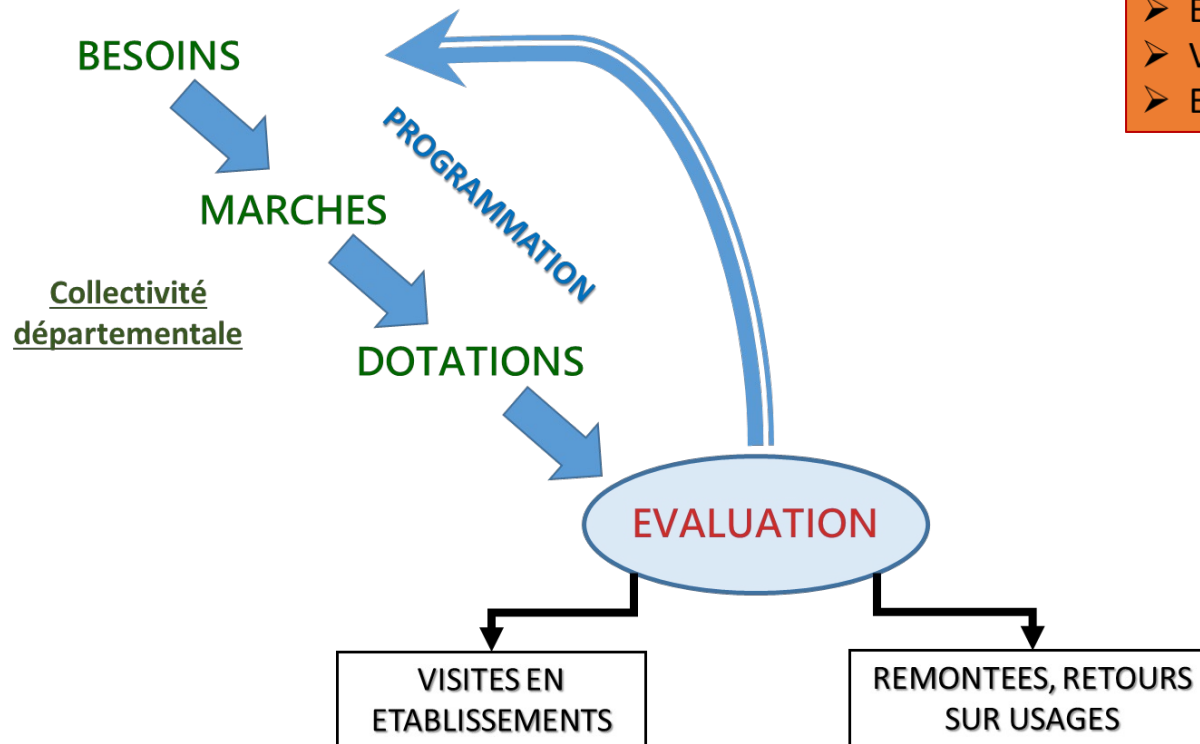 BESOINS
PROGRAMMATION
MARCHES
Collectivité
départementale
DOTATIONS
EVALUATION
VISITES EN
ETABLISSEMENTS
REMONTEES, RETOURS
SUR USAGES